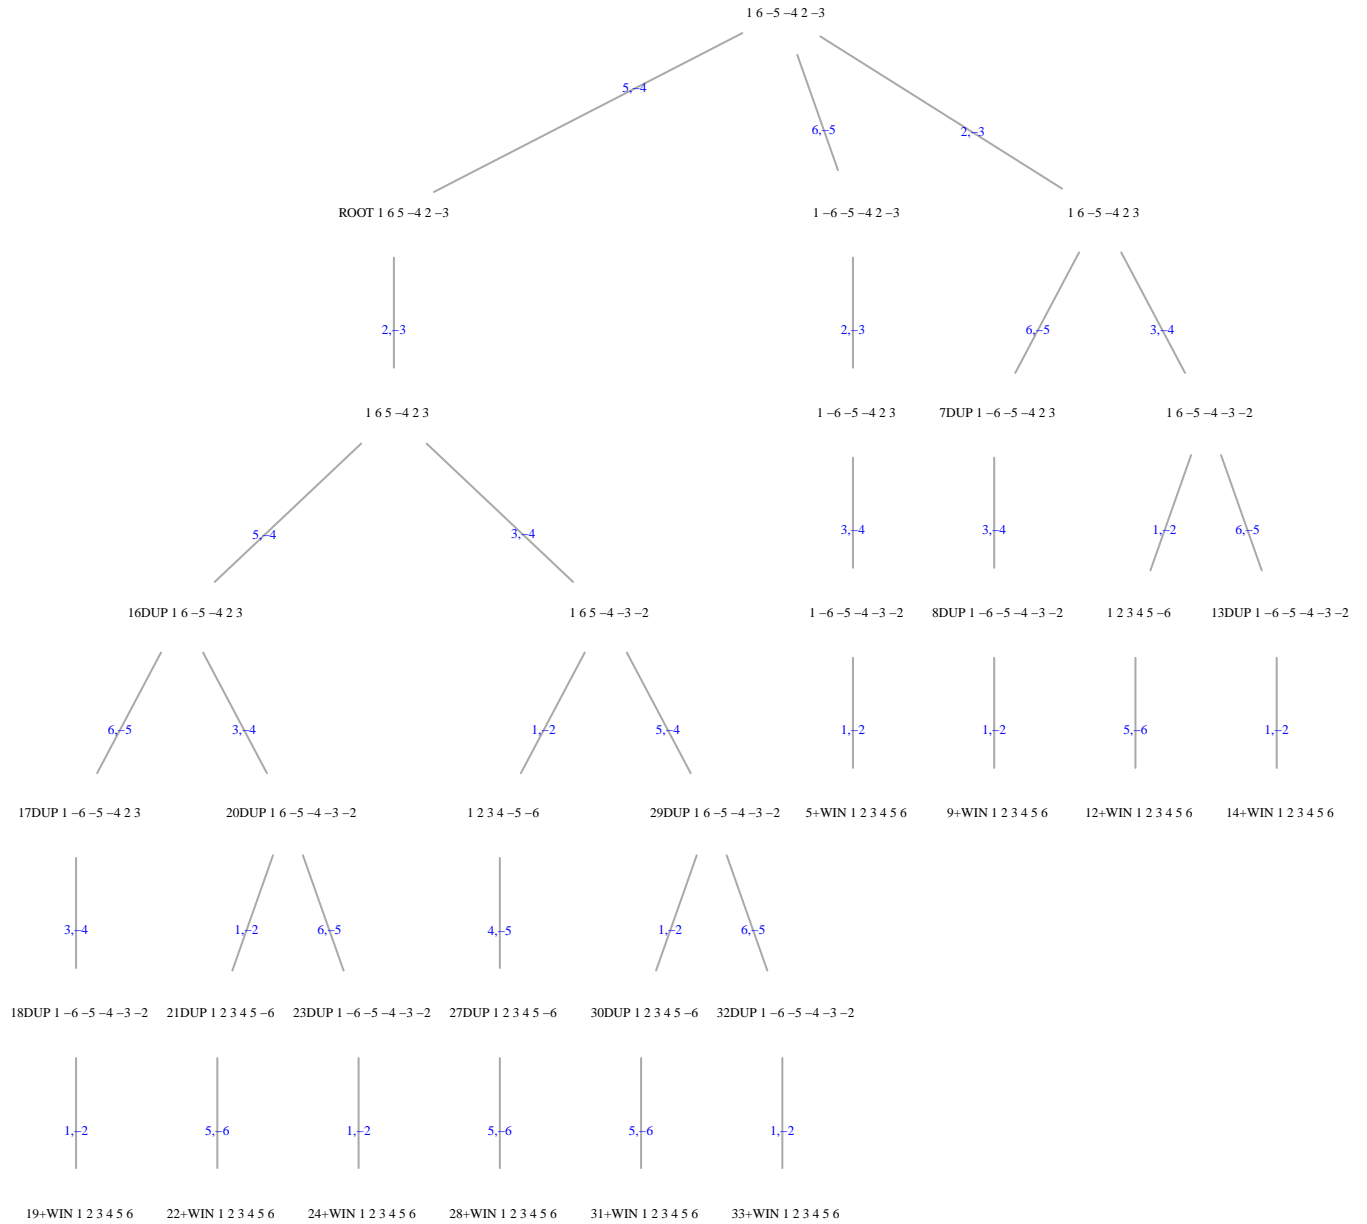 1 6 −5 −4 2 −3
5,−4
6,−5
2,−3
ROOT 1 6 5 −4 2 −3
1 −6 −5 −4 2 −3
1 6 −5 −4 2 3
2,−3
2,−3
6,−5
3,−4
1 6 5 −4 2 3
1 −6 −5 −4 2 3
7DUP 1 −6 −5 −4 2 3
1 6 −5 −4 −3 −2
5,−4
3,−4
3,−4
3,−4
1,−2
6,−5
16DUP 1 6 −5 −4 2 3
1 6 5 −4 −3 −2
1 −6 −5 −4 −3 −2
8DUP 1 −6 −5 −4 −3 −2
1 2 3 4 5 −6
13DUP 1 −6 −5 −4 −3 −2
6,−5
3,−4
1,−2
5,−4
1,−2
1,−2
5,−6
1,−2
17DUP 1 −6 −5 −4 2 3
20DUP 1 6 −5 −4 −3 −2
1 2 3 4 −5 −6
29DUP 1 6 −5 −4 −3 −2
5+WIN 1 2 3 4 5 6
9+WIN 1 2 3 4 5 6
12+WIN 1 2 3 4 5 6
14+WIN 1 2 3 4 5 6
3,−4
1,−2
6,−5
4,−5
1,−2
6,−5
18DUP 1 −6 −5 −4 −3 −2
21DUP 1 2 3 4 5 −6
23DUP 1 −6 −5 −4 −3 −2
27DUP 1 2 3 4 5 −6
30DUP 1 2 3 4 5 −6
32DUP 1 −6 −5 −4 −3 −2
1,−2
5,−6
1,−2
5,−6
5,−6
1,−2
19+WIN 1 2 3 4 5 6
22+WIN 1 2 3 4 5 6
24+WIN 1 2 3 4 5 6
28+WIN 1 2 3 4 5 6
31+WIN 1 2 3 4 5 6
33+WIN 1 2 3 4 5 6